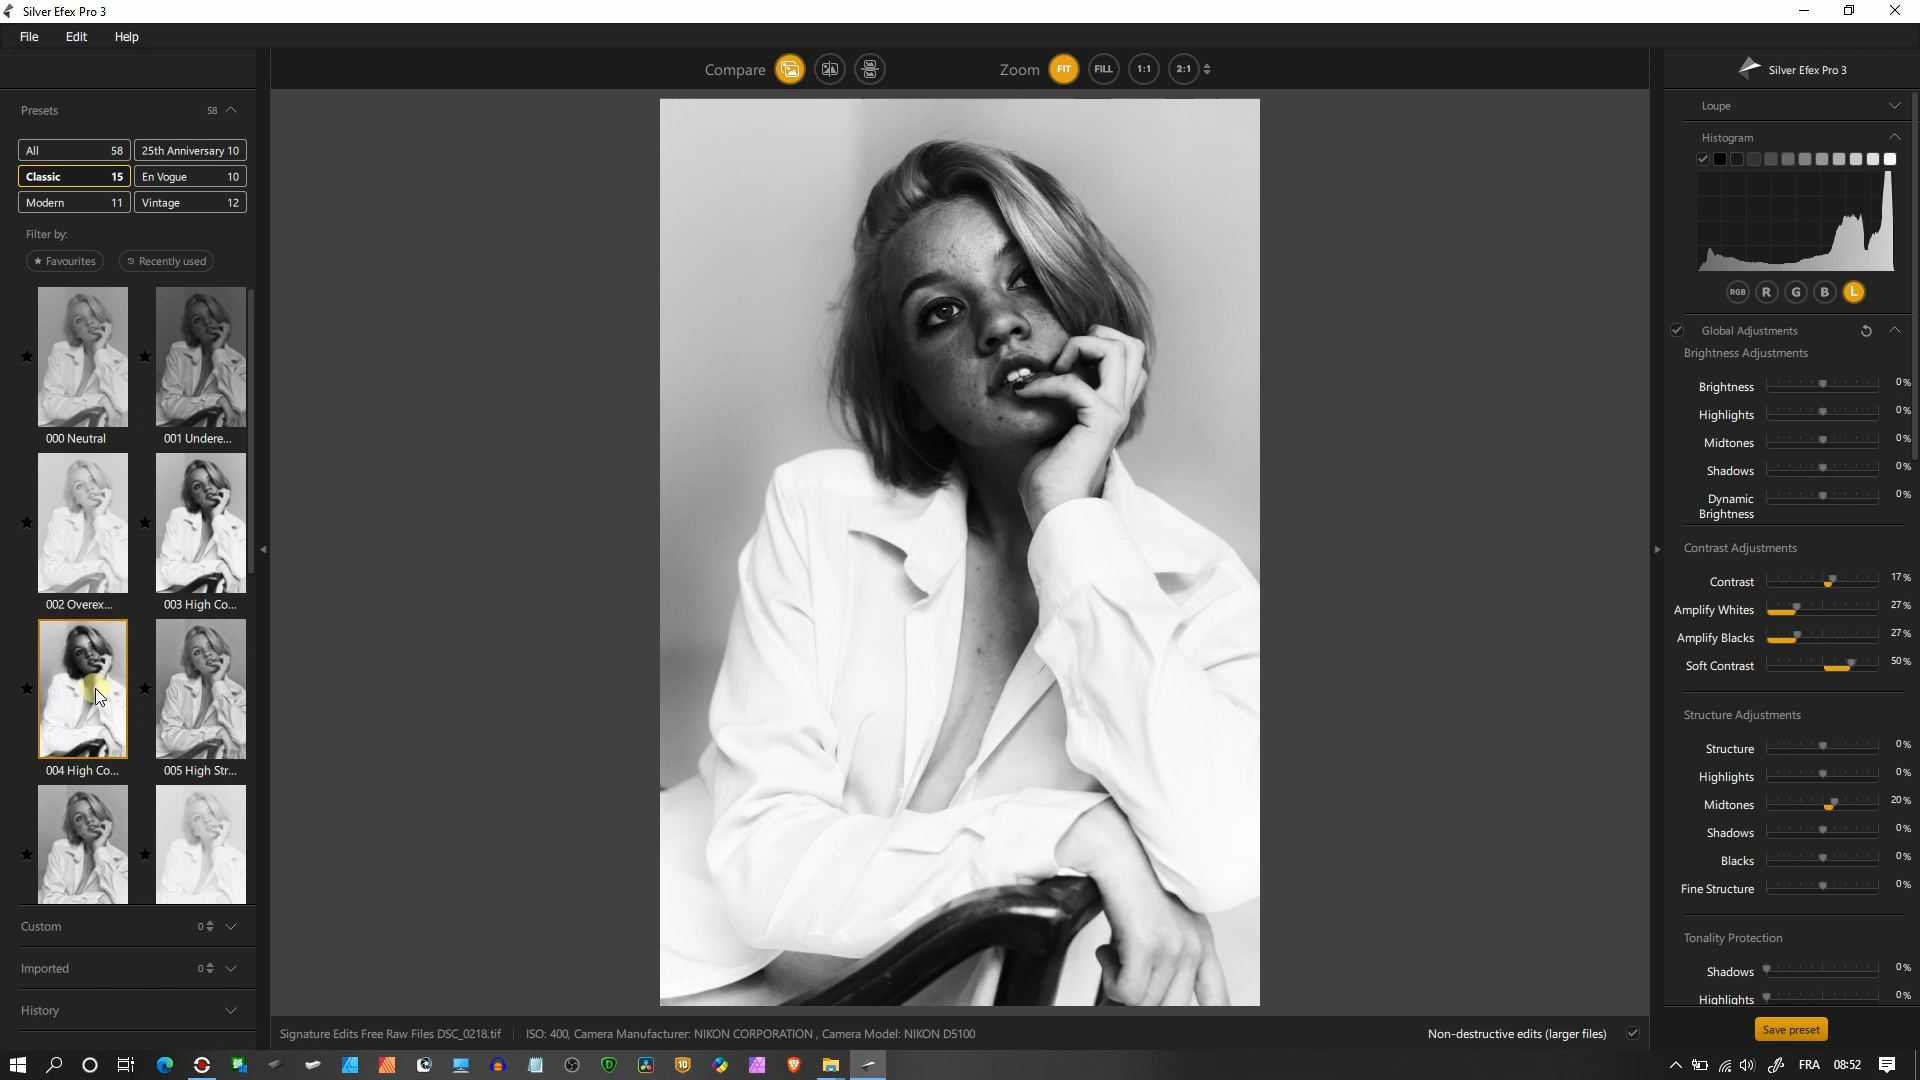 Silver Efex Pro 3
File Edit Help
Compare
Zoom FIT FILL 1:1 2:1
Silver Efex Pro 3
Presets 58
All 58
25th Anniversary 10
Classic 15
En Vogue 10
Modern 11
Vintage 12
Filter by:
Favourites
Recently used
000 Neutral
001 Undere...
002 Overex...
003 High Co...
004 High Co...
005 High Str...
Custom 0
Imported 0
History
Signature Edits Free Raw Files DSC_0218.tif
ISO: 400, Camera Manufacturer: NIKON CORPORATION , Camera Model: NIKON D5100
Non-destructive edits (larger files)
Loupe
Histogram
RGB R G B L
Global Adjustments
Brightness Adjustments
Brightness 0%
Highlights 0%
Midtones 0%
Shadows 0%
Dynamic 0%
Brightness
Contrast Adjustments
Contrast 17%
Amplify Whites 27%
Amplify Blacks 27%
Soft Contrast 50%
Structure Adjustments
Structure 0%
Highlights 0%
Midtones 20%
Shadows 0%
Blacks 0%
Fine Structure 0%
Tonality Protection
Shadows 0%
Highlights 0%
Save preset
10
FRA 08:52